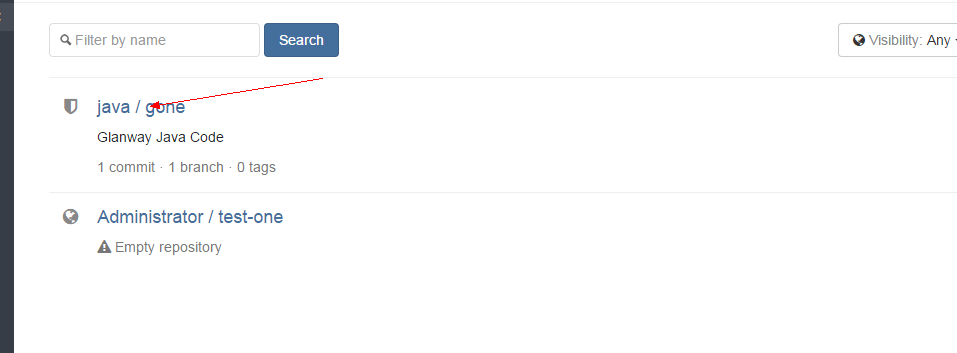 Filter by name
Search
Visibility: Any
java / gone
Glanway Java Code
1 commit · 1 branch · 0 tags
Administrator / test-one
Empty repository